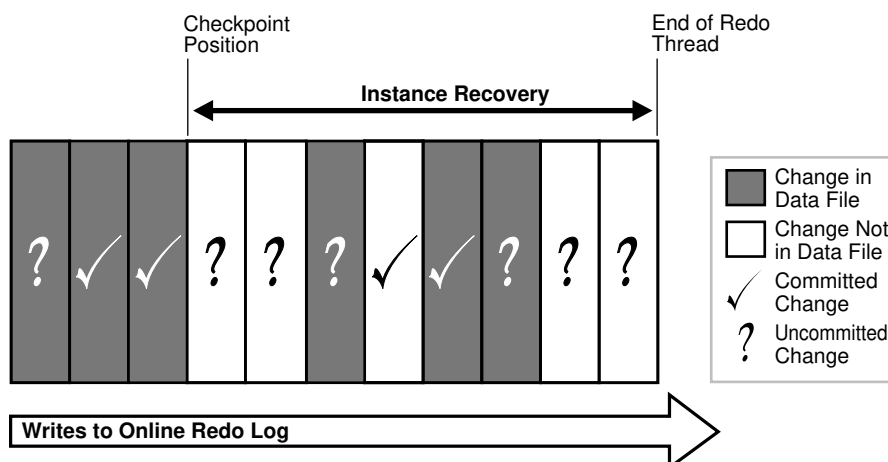 Checkpoint
Position
End of Redo
Thread
Instance Recovery
? ✓ ✓ ? ? ? ✓ ✓ ? ? ?
Change in
Data File
Change Not
in Data File
✓ Committed
Change
? Uncommitted
Change
Writes to Online Redo Log